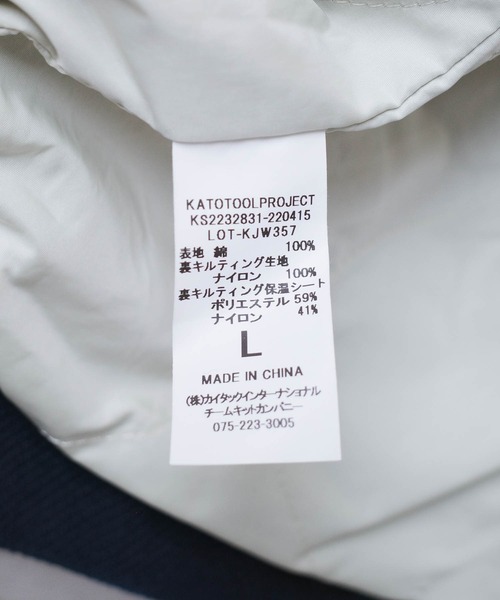 KATOTOOLPROJECT
KS2232831-220415
LOT-KJW357
表地 綿 100%
裏キルティング生地
ナイロン 100%
裏キルティング保温シート
ポリエステル 59%
ナイロン 41%
L
MADE IN CHINA
(株)カイタックインターナショナル
チームキットカンパニー
075-223-3005